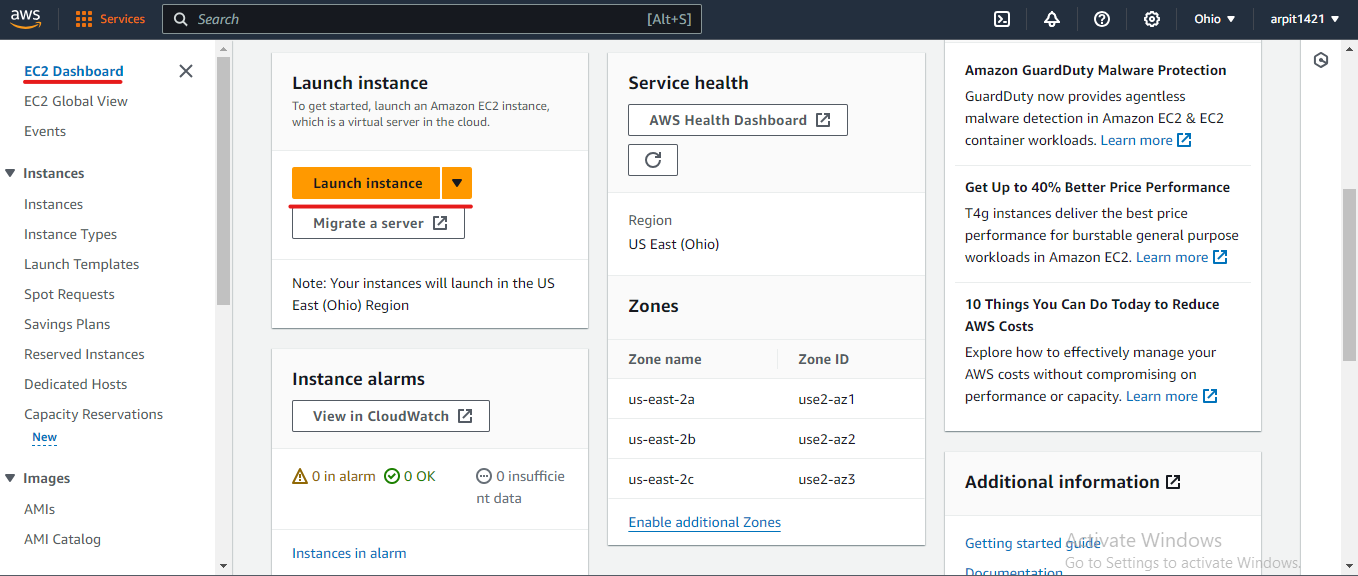 aws
Services
Search
[Alt+S]
Ohio
arpit1421
EC2 Dashboard
EC2 Global View
Events
Instances
Instances
Instance Types
Launch Templates
Spot Requests
Savings Plans
Reserved Instances
Dedicated Hosts
Capacity Reservations
New
Images
AMIs
AMI Catalog
Launch instance
To get started, launch an Amazon EC2 instance,
which is a virtual server in the cloud.
Launch instance
Migrate a server
Note: Your instances will launch in the US
East (Ohio) Region
Instance alarms
View in CloudWatch
0 in alarm 0 OK 0 insufficie
nt data
Instances in alarm
Service health
AWS Health Dashboard
Region
US East (Ohio)
Zones
Zone name Zone ID
us-east-2a use2-az1
us-east-2b use2-az2
us-east-2c use2-az3
Enable additional Zones
Amazon GuardDuty Malware Protection
GuardDuty now provides agentless
malware detection in Amazon EC2 & EC2
container workloads. Learn more
Get Up to 40% Better Price Performance
T4g instances deliver the best price
performance for burstable general purpose
workloads in Amazon EC2. Learn more
10 Things You Can Do Today to Reduce
AWS Costs
Explore how to effectively manage your
AWS costs without compromising on
performance or capacity. Learn more
Additional information
Getting started guide
Documentation
Activate Windows
Go to Settings to activate Windows.